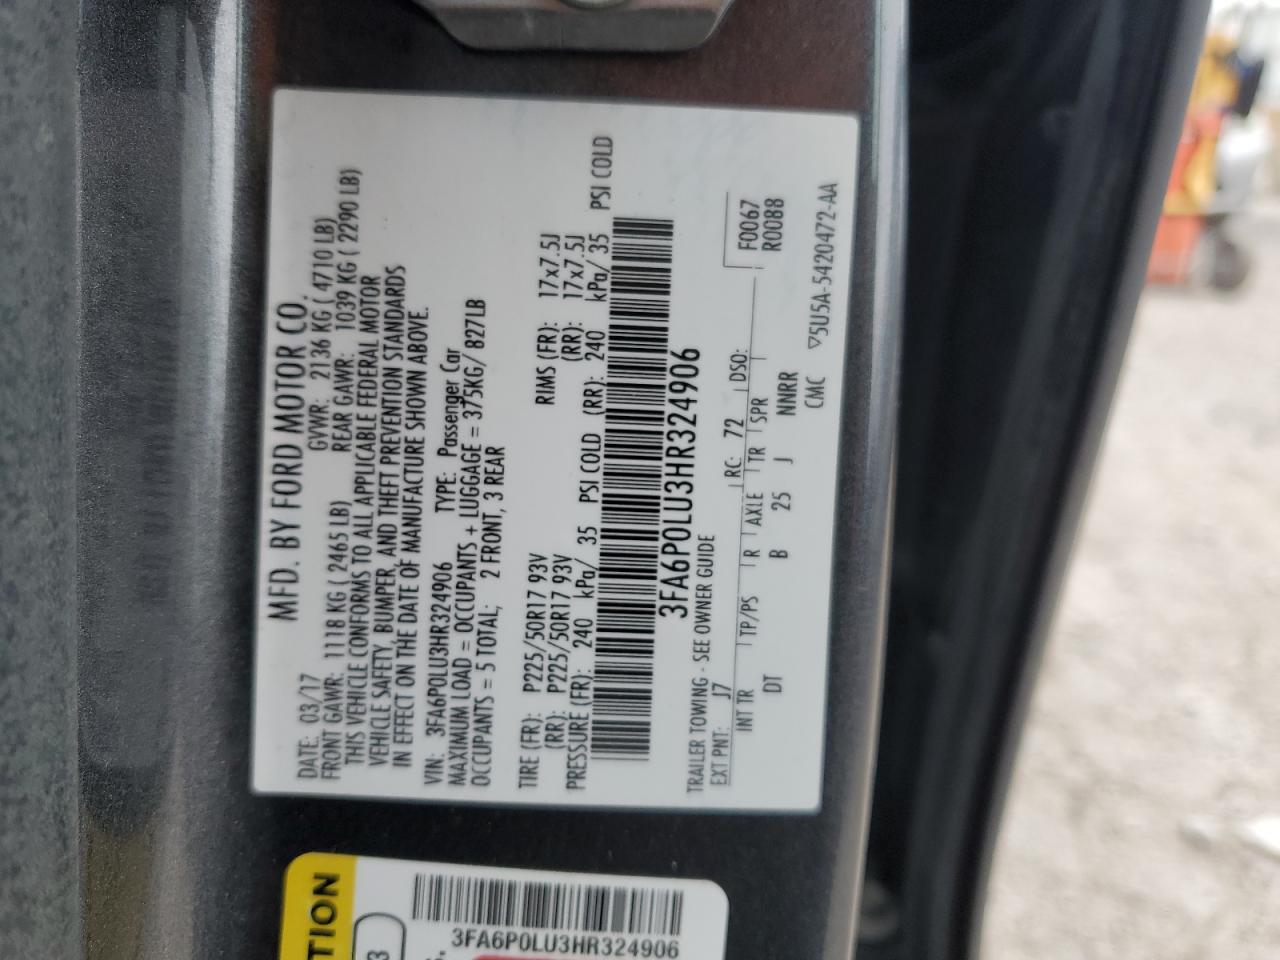 MFD. BY FORD MOTOR CO.
DATE: 03/17 GVWR: 2136 KG ( 4710 LB)
FRONT GAWR: 1118 KG ( 2465 LB) REAR GAWR: 1039 KG ( 2290 LB)
THIS VEHICLE CONFORMS TO ALL APPLICABLE FEDERAL MOTOR
VEHICLE SAFETY, BUMPER, AND THEFT PREVENTION STANDARDS
IN EFFECT ON THE DATE OF MANUFACTURE SHOWN ABOVE.
VIN: 3FA6P0LU3HR324906 TYPE: Passenger Car
MAXIMUM LOAD = OCCUPANTS + LUGGAGE = 375KG/ 827LB
OCCUPANTS = 5 TOTAL; 2 FRONT, 3 REAR
TIRE (FR): P225/50R17 93V RIMS (FR): 17x7.5J
(RR): P225/50R17 93V (RR): 17x7.5J
PRESSURE (FR): 240 kPa/ 35 PSI COLD (RR): 240 kPa/ 35 PSI COLD
3FA6P0LU3HR324906
TRAILER TOWING - SEE OWNER GUIDE
EXT PNT: J7 RC: 72 DSO: F0067
R0088
INT TR TP/PS R AXLE TR SPR
DT B 25 J NNRR
CMC ▽5U5A-5420472-AA
TION
3
S.
3FA6P0LU3HR324906